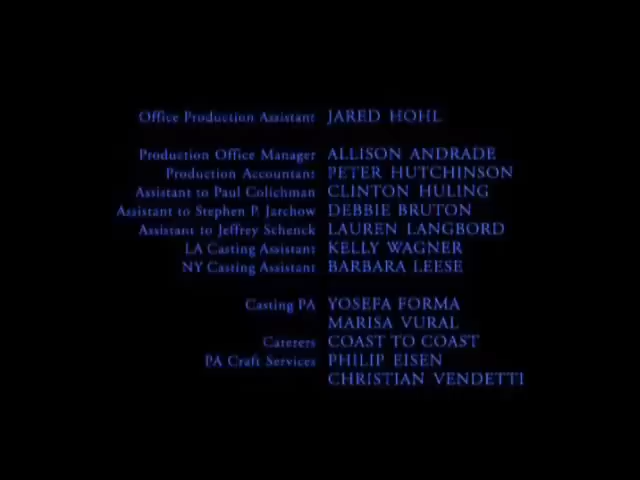 Office Production Assistant JARED HOHL
Production Office Manager ALLISON ANDRADE
Production Accountant PETER HUTCHINSON
Assistant to Paul Colichman CLINTON HULING
Assistant to Stephen P. Jarchow DEBBIE BRUTON
Assistant to Jeffrey Schenck LAUREN LANGBORD
LA Casting Assistant KELLY WAGNER
NY Casting Assistant BARBARA LEESE
Casting PA YOSEFA FORMA
MARISA VURAL
Caterers COAST TO COAST
PA Craft Services PHILIP EISEN
CHRISTIAN VENDETTI